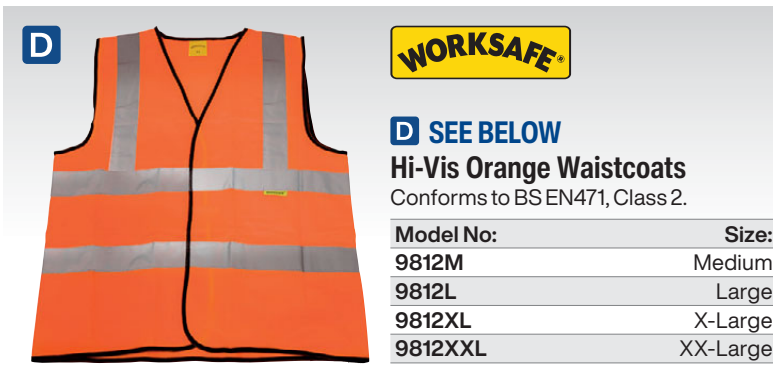 D
WORKSAFE®
D SEE BELOW
Hi-Vis Orange Waistcoats
Conforms to BS EN471, Class 2.
Model No: Size:
9812M Medium
9812L Large
9812XL X-Large
9812XXL XX-Large
WORKSAFE